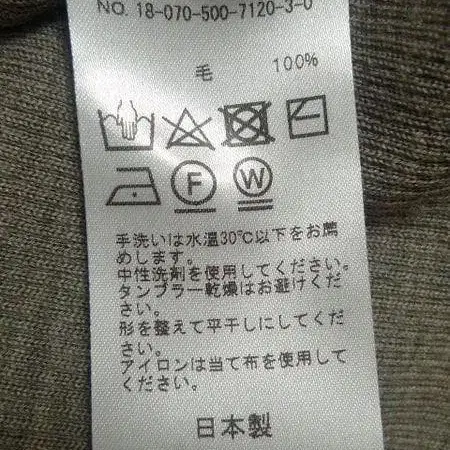 NO. 18-070-500-7120-3-0
毛 100%
F W
手洗いは水温30℃以下をお薦
めします。
中性洗剤を使用してください。
タンブラー乾燥はお避けくだ
さい。
形を整えて平干しにしてくだ
さい。
アイロンは当て布を使用して
ください。
日本製